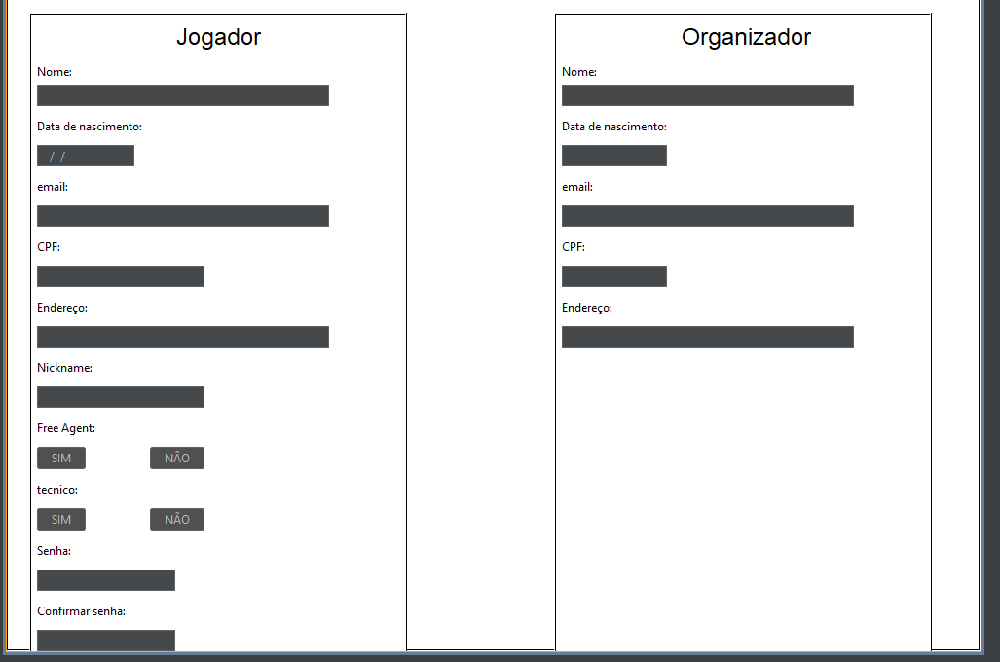 Jogador
Nome:
Data de nascimento:
/ /
email:
CPF:
Endereço:
Nickname:
Free Agent:
SIM NÃO
tecnico:
SIM NÃO
Senha:
Confirmar senha:
Organizador
Nome:
Data de nascimento:
email:
CPF:
Endereço: